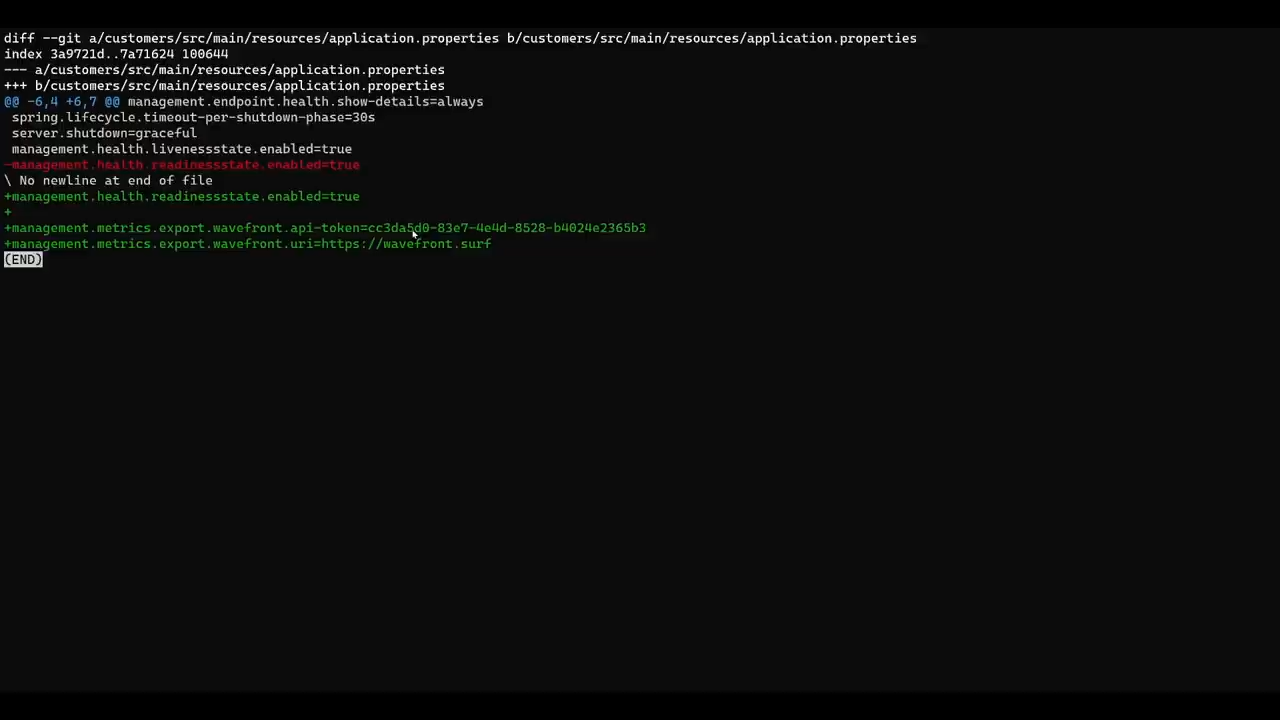 diff --git a/customers/src/main/resources/application.properties b/customers/src/main/resources/application.properties
index 3a9721d..7a71624 100644
--- a/customers/src/main/resources/application.properties
+++ b/customers/src/main/resources/application.properties
@@ -6,4 +6,7 @@ management.endpoint.health.show-details=always
 spring.lifecycle.timeout-per-shutdown-phase=30s
 server.shutdown=graceful
 management.health.livenessstate.enabled=true
-management.health.readinessstate.enabled=true
\ No newline at end of file
+management.health.readinessstate.enabled=true
+
+management.metrics.export.wavefront.api-token=cc3da5d0-83e7-4e4d-8528-b4024e2365b3
+management.metrics.export.wavefront.uri=https://wavefront.surf
(END)